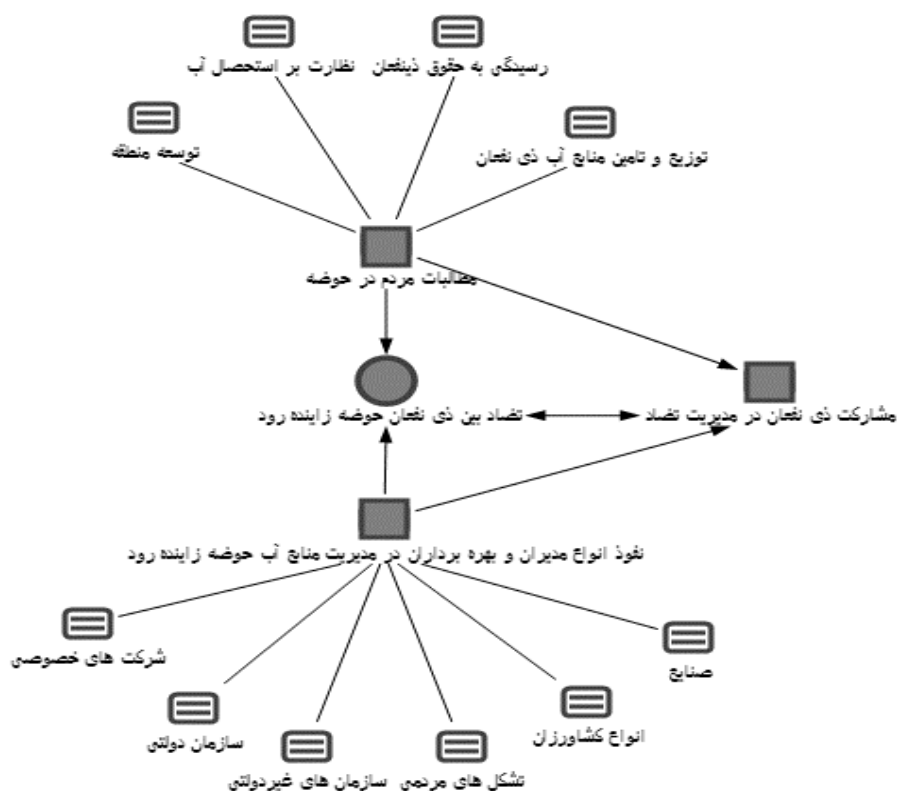 نظارت بر استحصال آب
رسیدگی به حقوق ذینفعان
توسعه منطقه
توزیع و تامین منابع آب ذی نفعان
مطالبات مردم در حوضه
تضاد بین ذی نفعان حوضه زاینده رود
مشارکت ذی نفعان در مدیریت تضاد
نفوذ انواع مدیران و بهره برداران در مدیریت منابع آب حوضه زاینده رود
شرکت های خصوصی
صنایع
سازمان دولتی
انواع کشاورزان
سازمان های غیردولتی
تشکل های مردمی